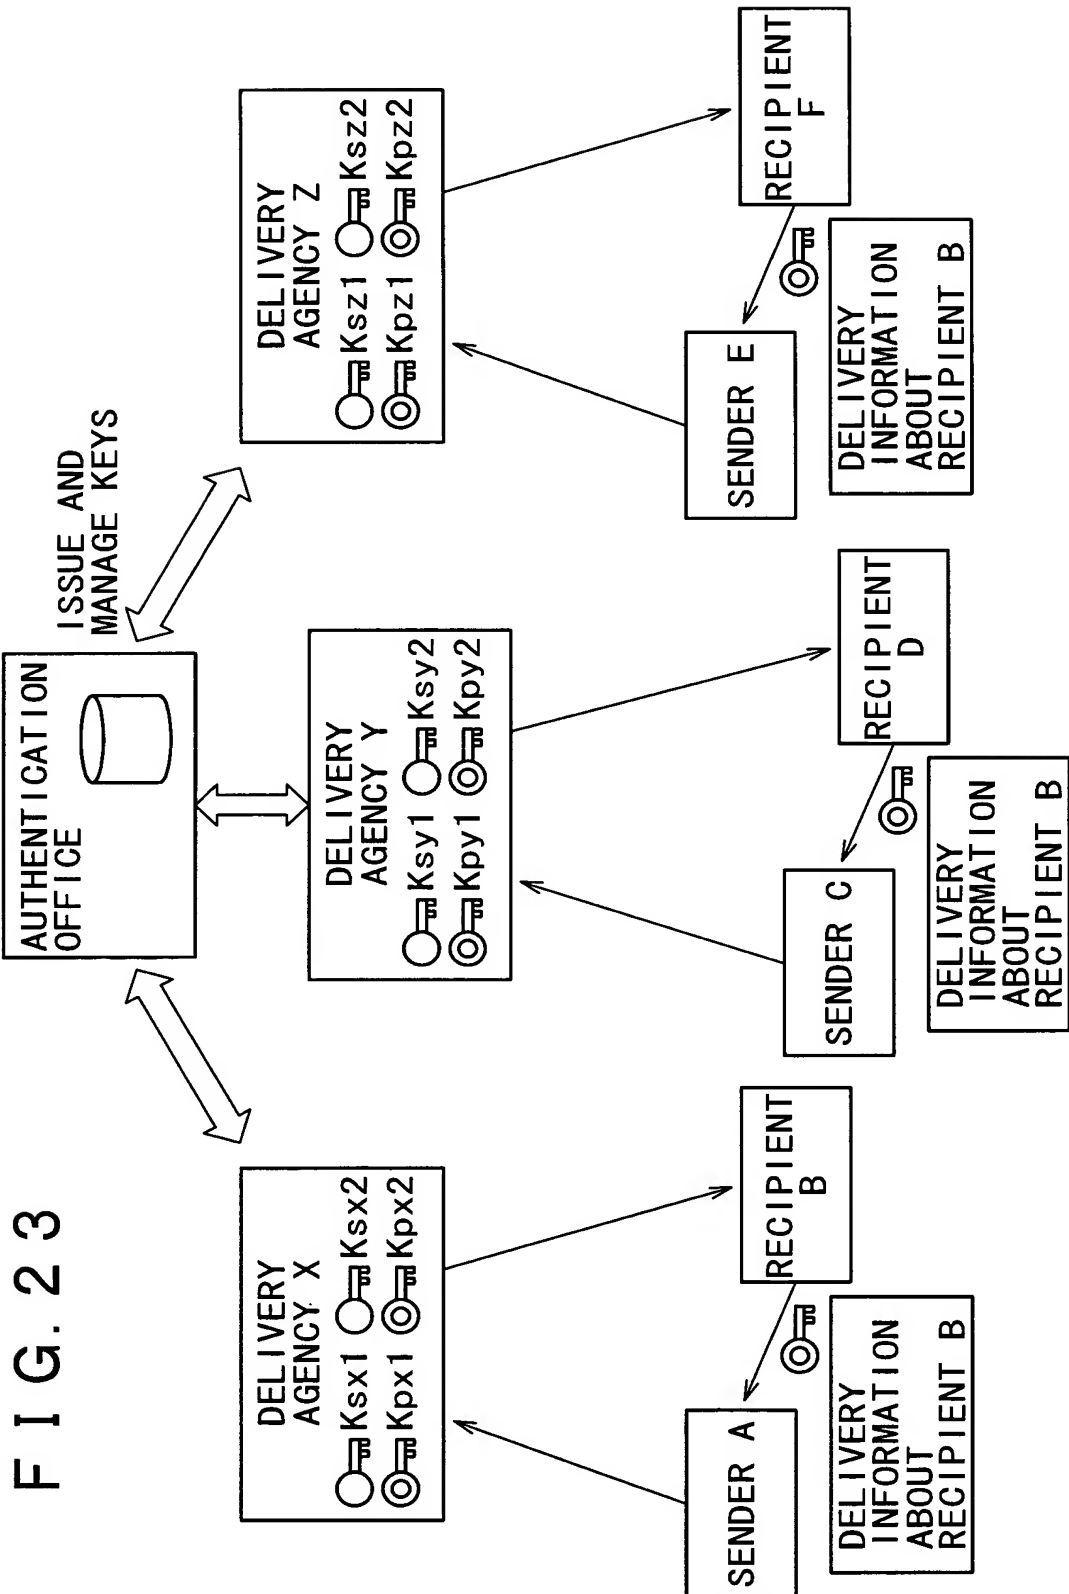 FIG. 23
AUTHENTICATION
OFFICE
ISSUE AND
MANAGE KEYS
DELIVERY
AGENCY X
Ksx1 Ksx2
Kpx1 Kpx2
DELIVERY
AGENCY Y
Ksy1 Ksy2
Kpy1 Kpy2
DELIVERY
AGENCY Z
Ksz1 Ksz2
Kpz1 Kpz2
SENDER A
RECIPIENT
B
DELIVERY
INFORMATION
ABOUT
RECIPIENT B
SENDER C
RECIPIENT
D
DELIVERY
INFORMATION
ABOUT
RECIPIENT B
SENDER E
RECIPIENT
F
DELIVERY
INFORMATION
ABOUT
RECIPIENT B